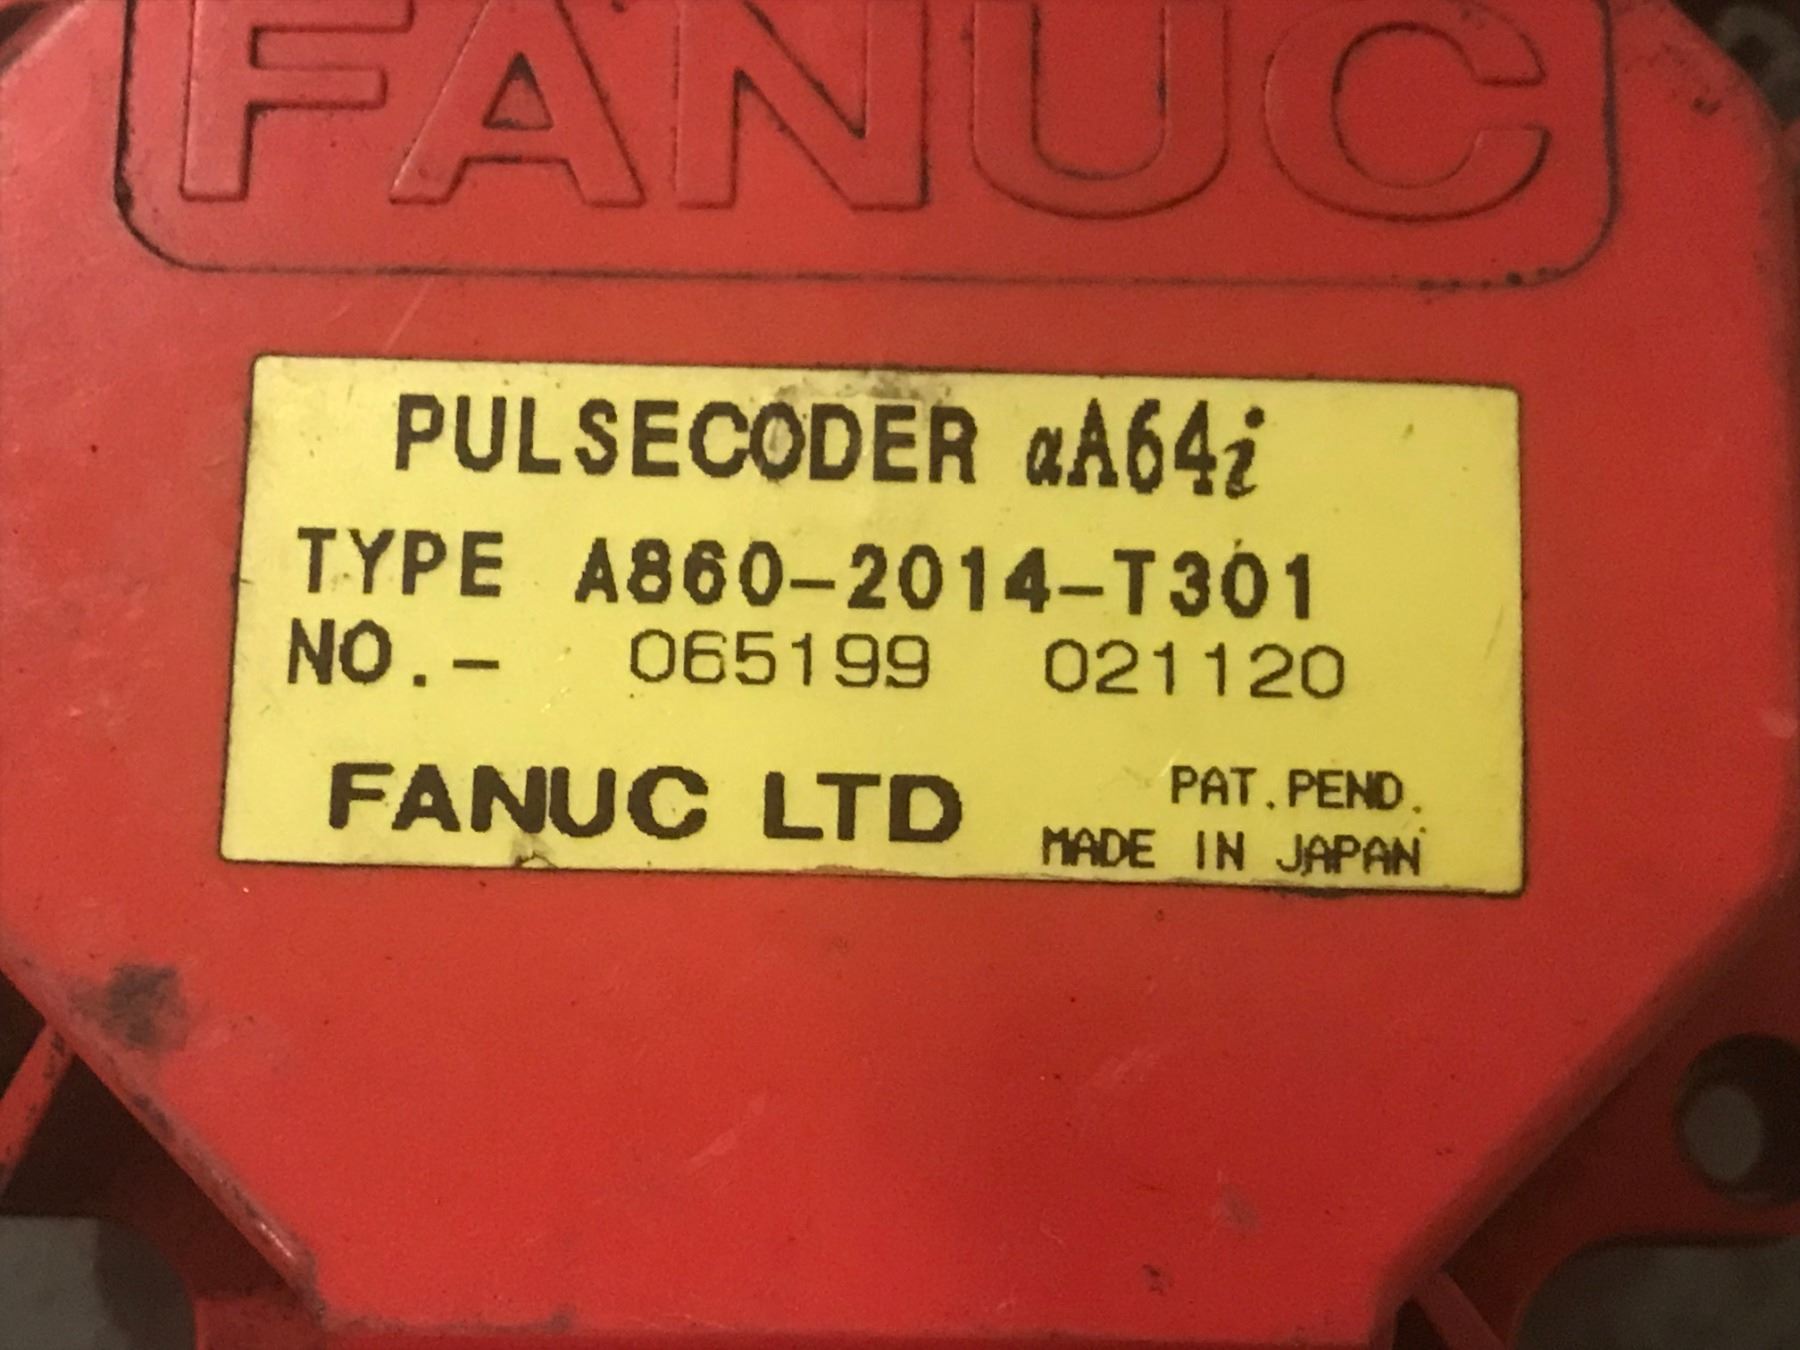 FANUC
PULSECODER αA64i
TYPE A860-2014-T301
NO.- 065199 021120
FANUC LTD
PAT.PEND.
MADE IN JAPAN